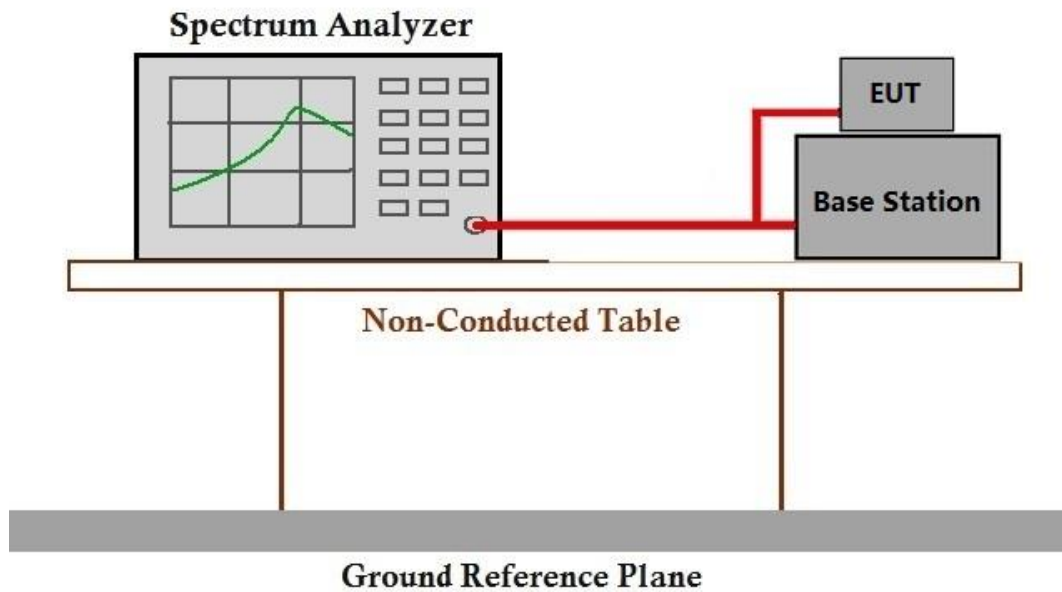 Spectrum Analyzer
EUT
Base Station
Non-Conducted Table
Ground Reference Plane